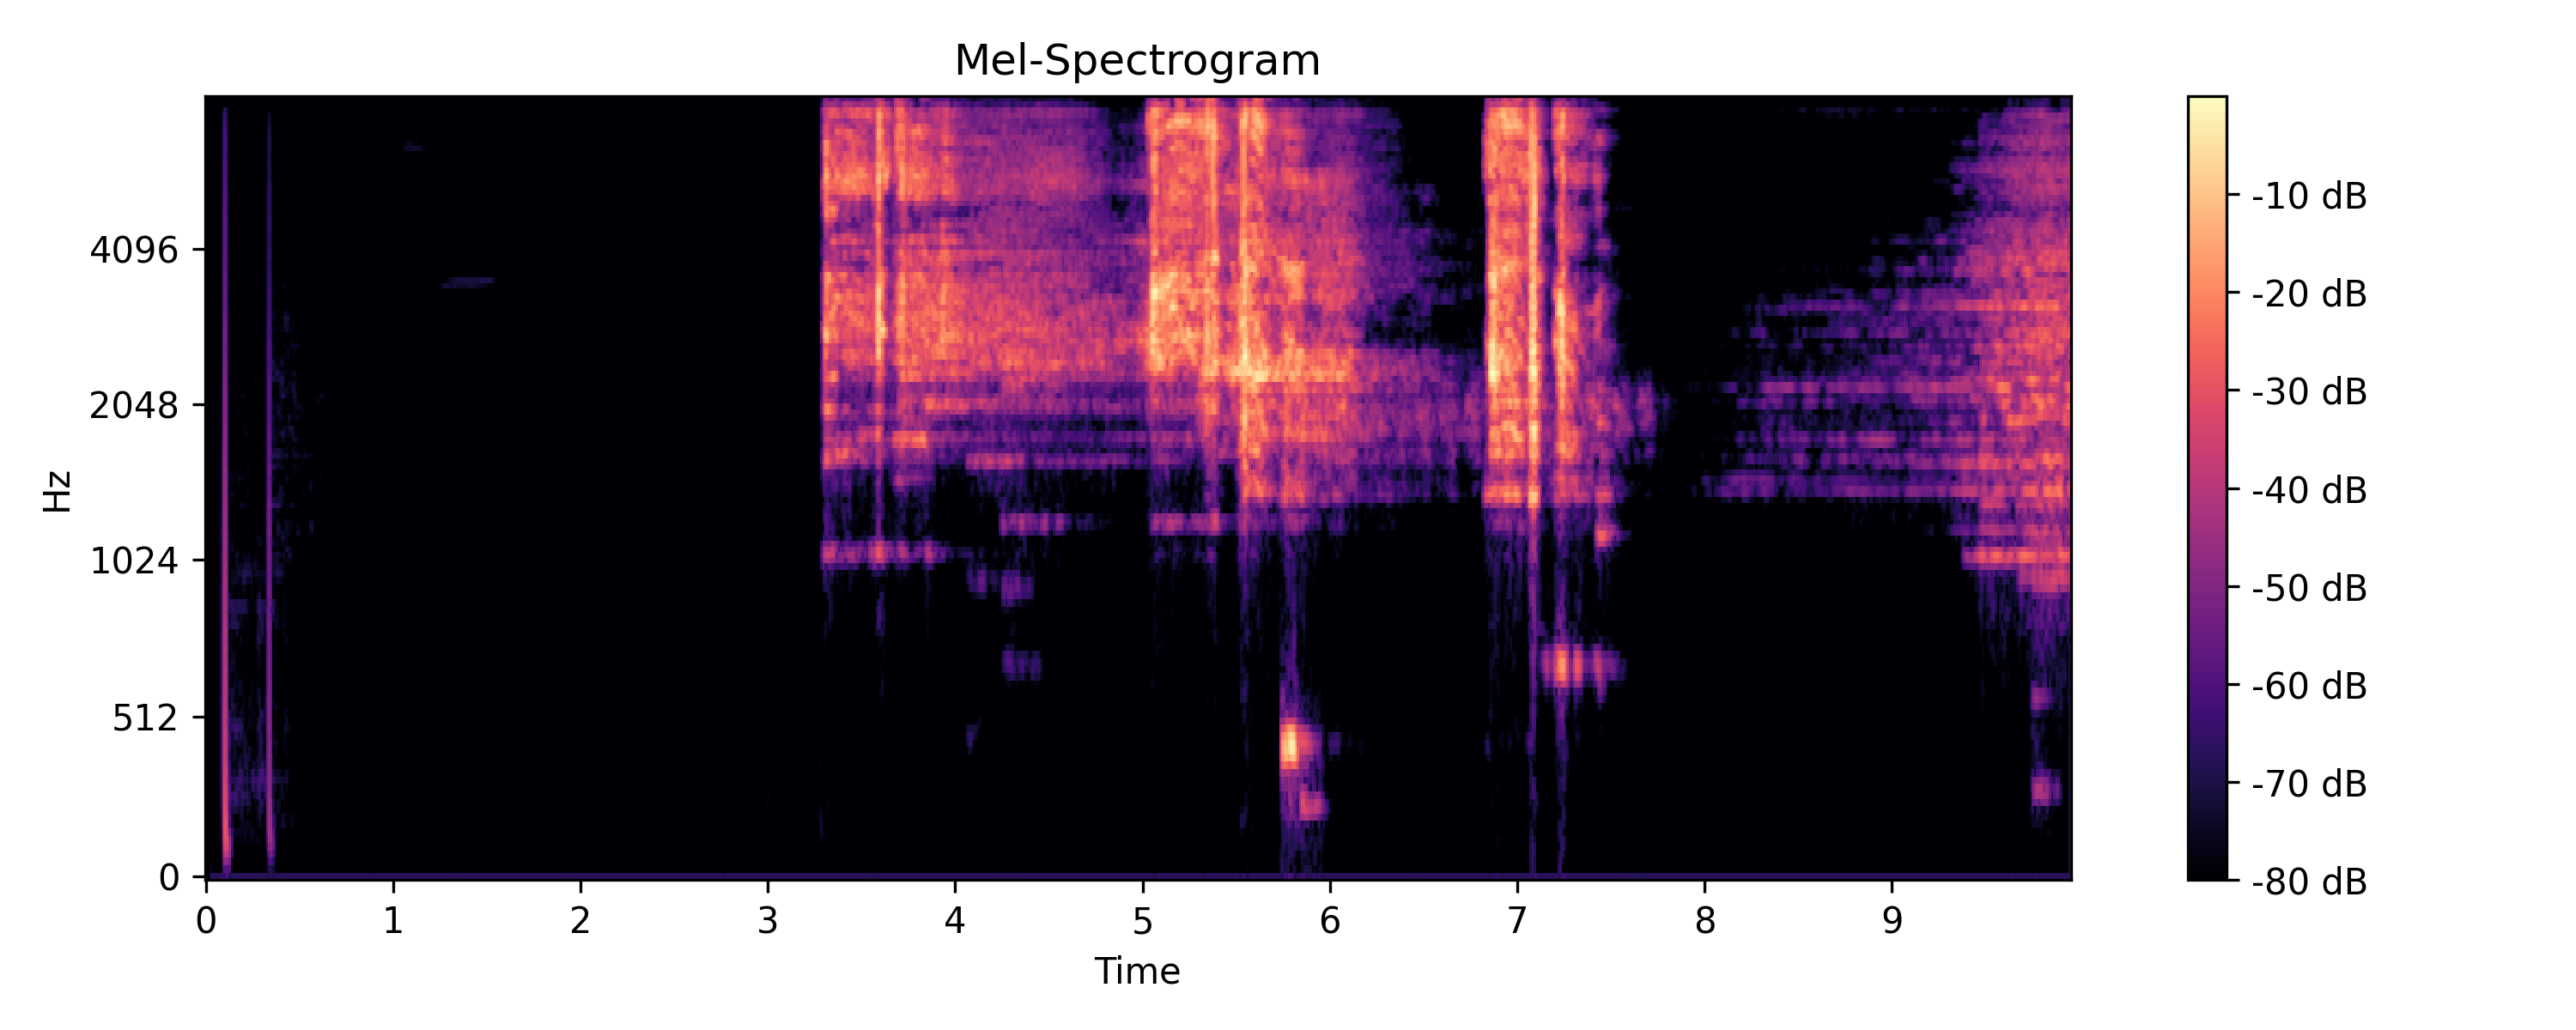 Mel-Spectrogram
Hz
4096
2048
1024
512
0
0 1 2 3 4 5 6 7 8 9
Time
-10 dB
-20 dB
-30 dB
-40 dB
-50 dB
-60 dB
-70 dB
-80 dB